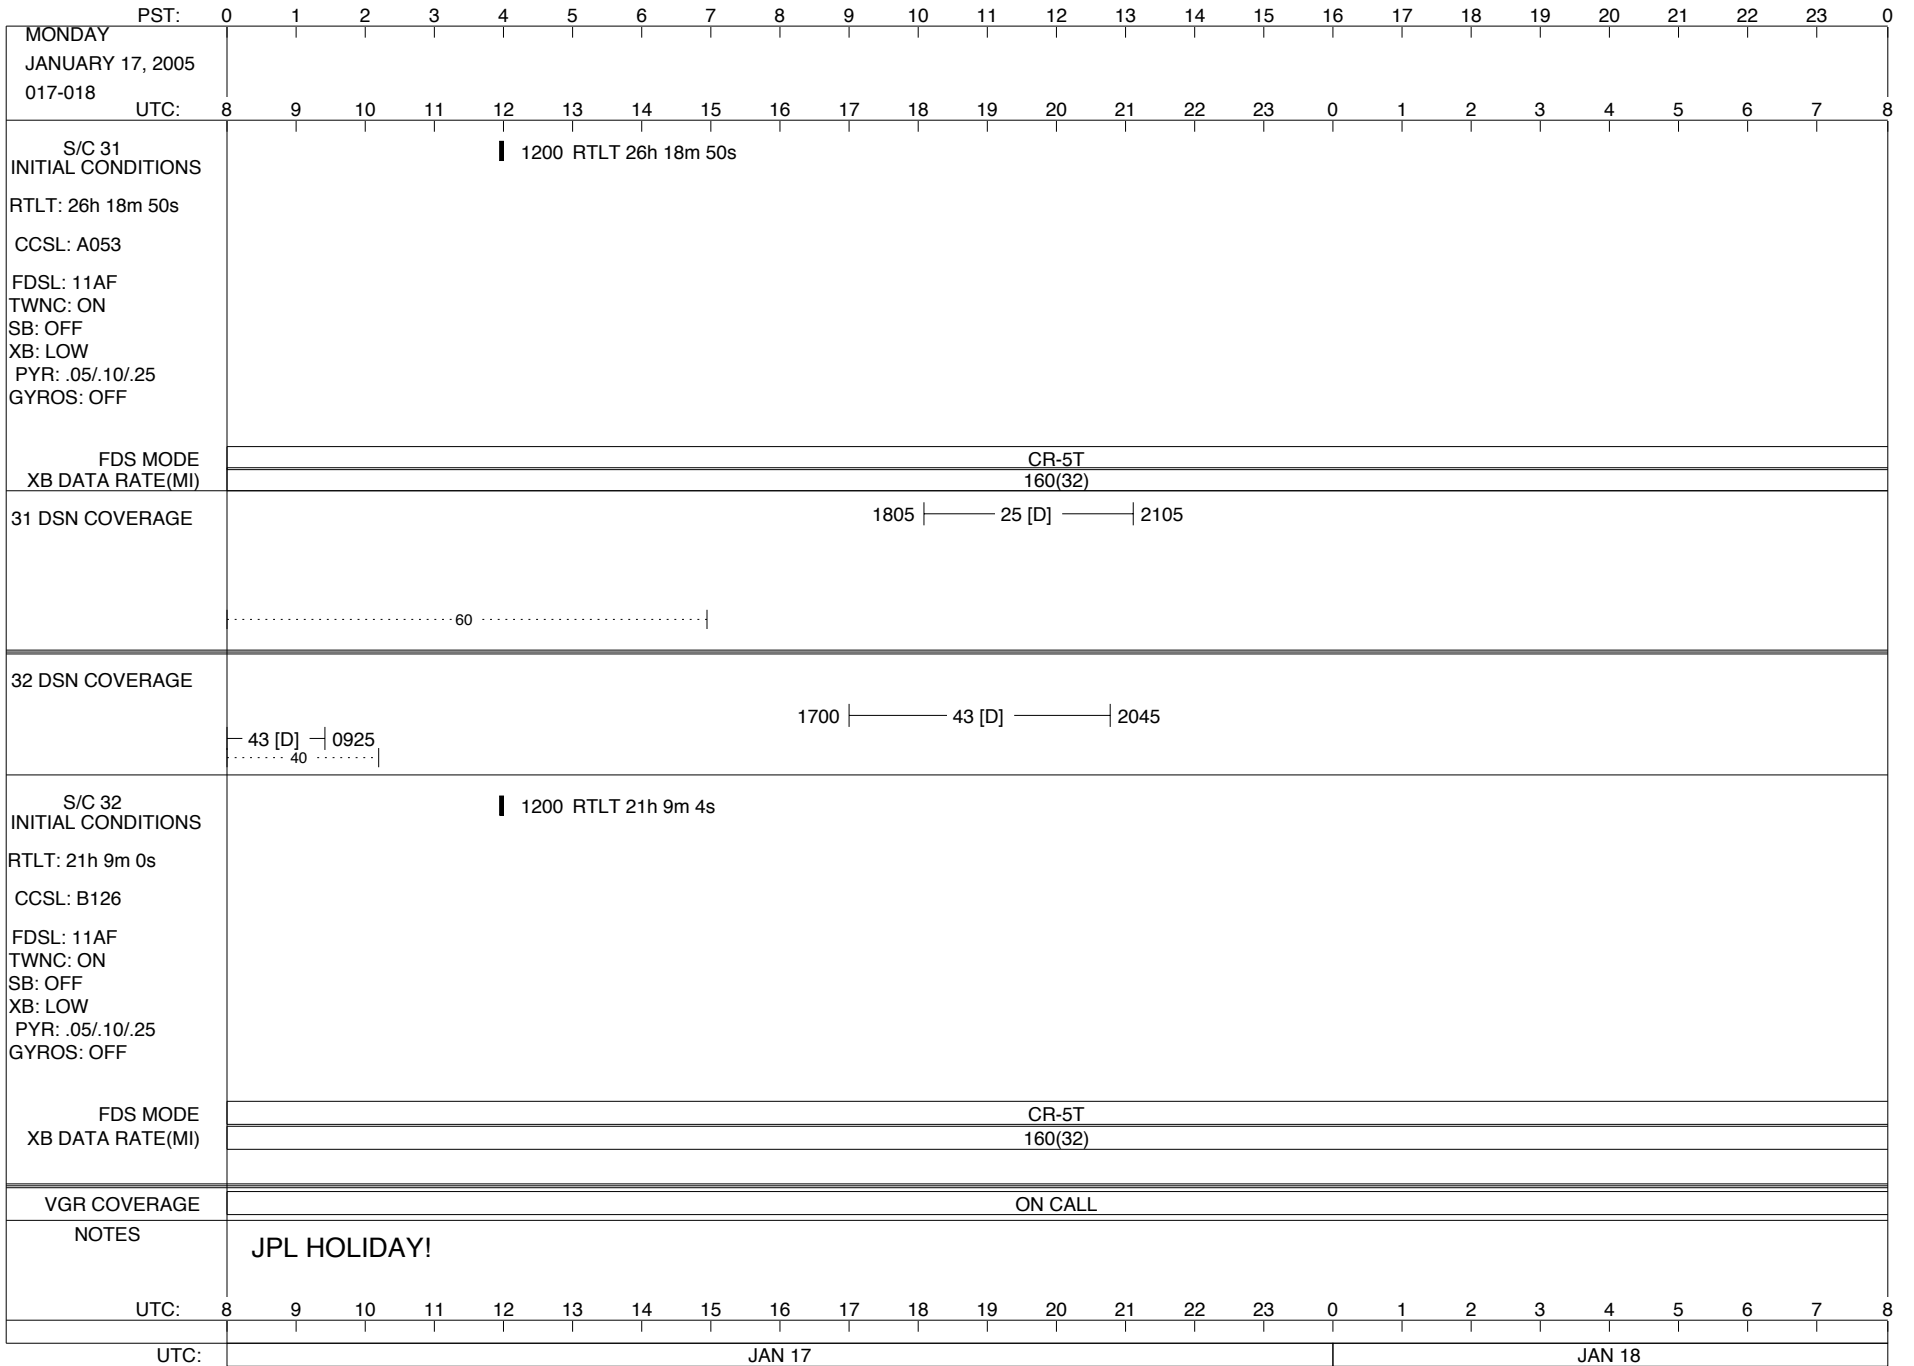 PST: 0 1 2 3 4 5 6 7 8 9 10 11 12 13 14 15 16 17 18 19 20 21 22 23 0
MONDAY
JANUARY 17, 2005
017-018
UTC: 8 9 10 11 12 13 14 15 16 17 18 19 20 21 22 23 0 1 2 3 4 5 6 7 8
S/C 31
INITIAL CONDITIONS
1200 RTLT 26h 18m 50s
RTLT: 26h 18m 50s
CCSL: A053
FDSL: 11AF
TWNC: ON
SB: OFF
XB: LOW
PYR: .05/.10/.25
GYROS: OFF
FDS MODE CR-5T
XB DATA RATE(MI) 160(32)
31 DSN COVERAGE 1805 25 [D] 2105
60
32 DSN COVERAGE
1700 43 [D] 2045
43 [D] 0925
40
S/C 32
INITIAL CONDITIONS
1200 RTLT 21h 9m 4s
RTLT: 21h 9m 0s
CCSL: B126
FDSL: 11AF
TWNC: ON
SB: OFF
XB: LOW
PYR: .05/.10/.25
GYROS: OFF
FDS MODE CR-5T
XB DATA RATE(MI) 160(32)
VGR COVERAGE ON CALL
NOTES
JPL HOLIDAY!
UTC: 8 9 10 11 12 13 14 15 16 17 18 19 20 21 22 23 0 1 2 3 4 5 6 7 8
UTC: JAN 17 JAN 18